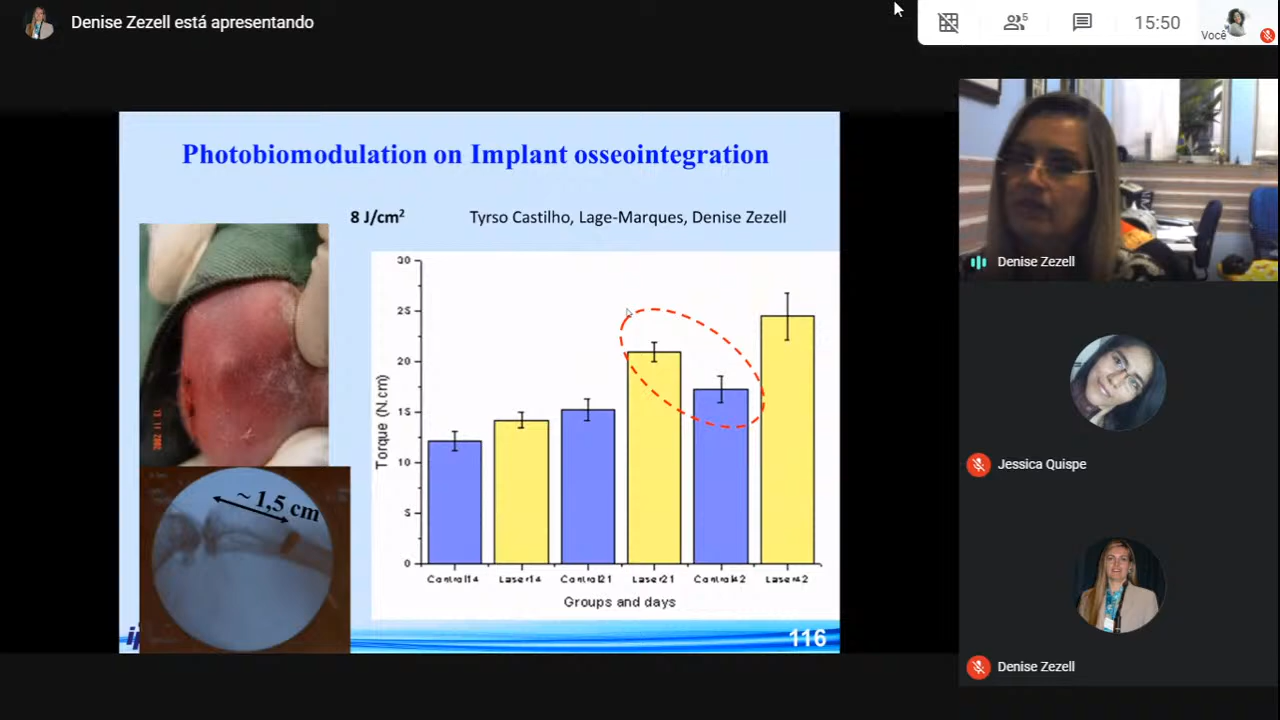 Denise Zezell está apresentando
5
15:50
Você
Photobiomodulation on Implant osseointegration
8 J/cm²
Tyrso Castilho, Lage-Marques, Denise Zezell
~ 1,5 cm
30
25
20
15
10
5
0
Torque (N.cm)
Control14
Laser14
Control21
Laser21
Control42
Laser42
Groups and days
116
Denise Zezell
Jessica Quispe
Denise Zezell